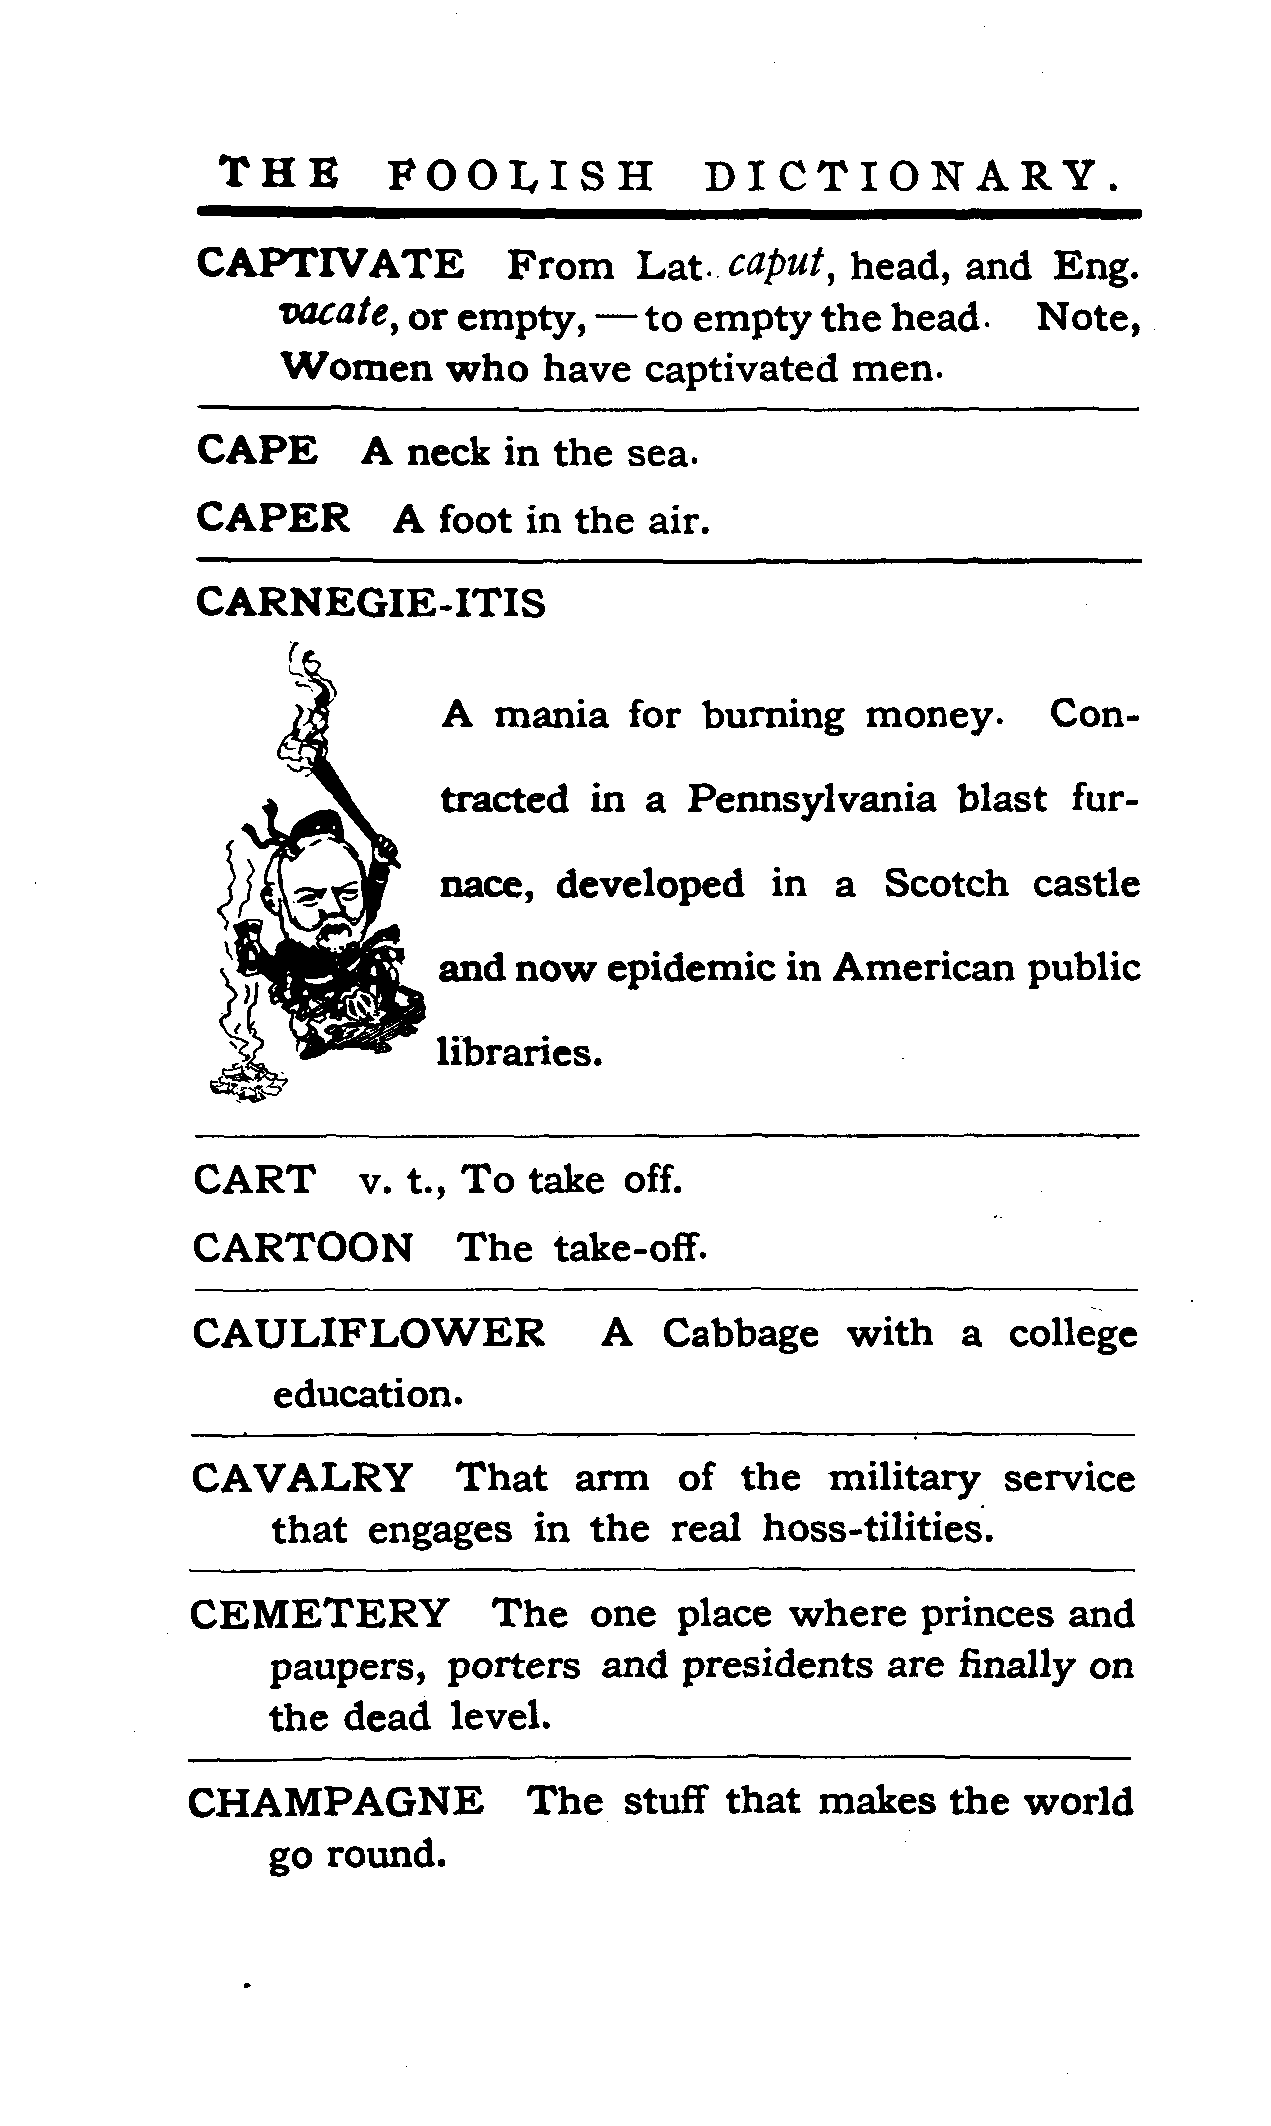 THE FOOLISH DICTIONARY.
CAPTIVATE From Lat. caput, head, and Eng.
vacate, or empty, — to empty the head. Note,
Women who have captivated men.
CAPE A neck in the sea.
CAPER A foot in the air.
CARNEGIE-ITIS
A mania for burning money. Con-
tracted in a Pennsylvania blast fur-
nace, developed in a Scotch castle
and now epidemic in American public
libraries.
CART v. t., To take off.
CARTOON The take-off.
CAULIFLOWER A Cabbage with a college
education.
CAVALRY That arm of the military service
that engages in the real hoss-tilities.
CEMETERY The one place where princes and
paupers, porters and presidents are finally on
the dead level.
CHAMPAGNE The stuff that makes the world
go round.